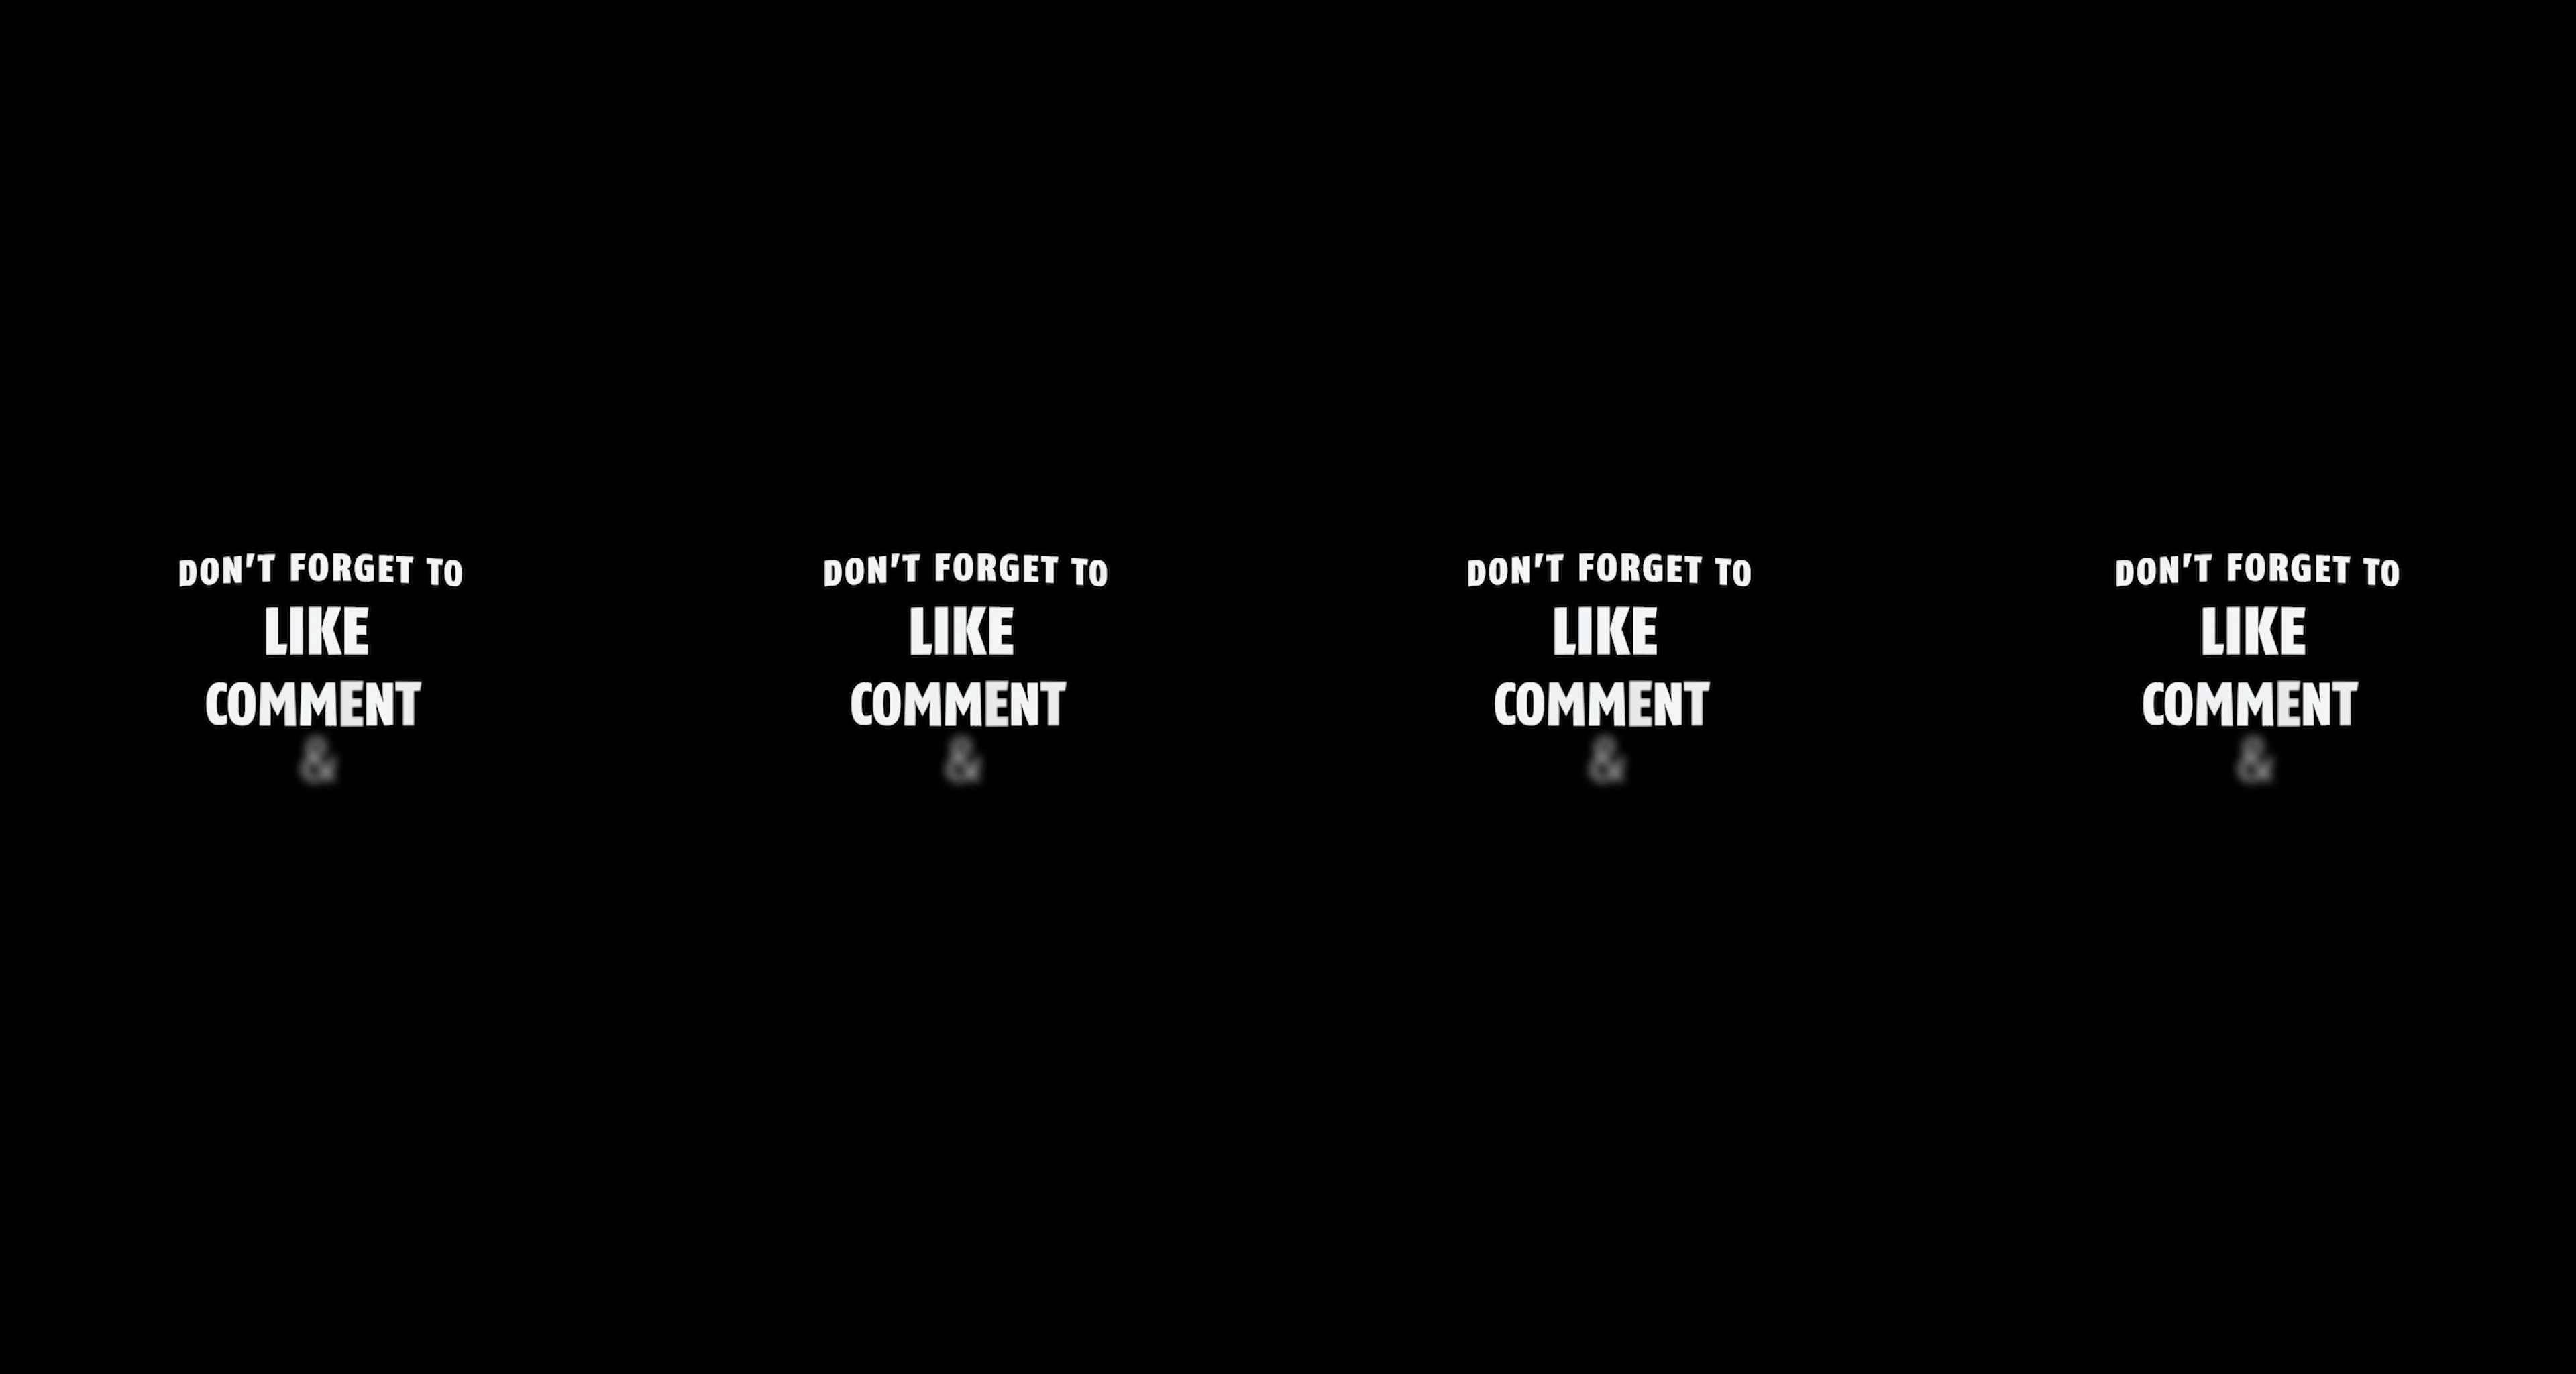 DON'T FORGET TO DON'T FORGET TO DON'T FORGET TO DON'T FORGET TO
LIKE LIKE LIKE LIKE
COMMENT COMMENT COMMENT COMMENT
& & & &